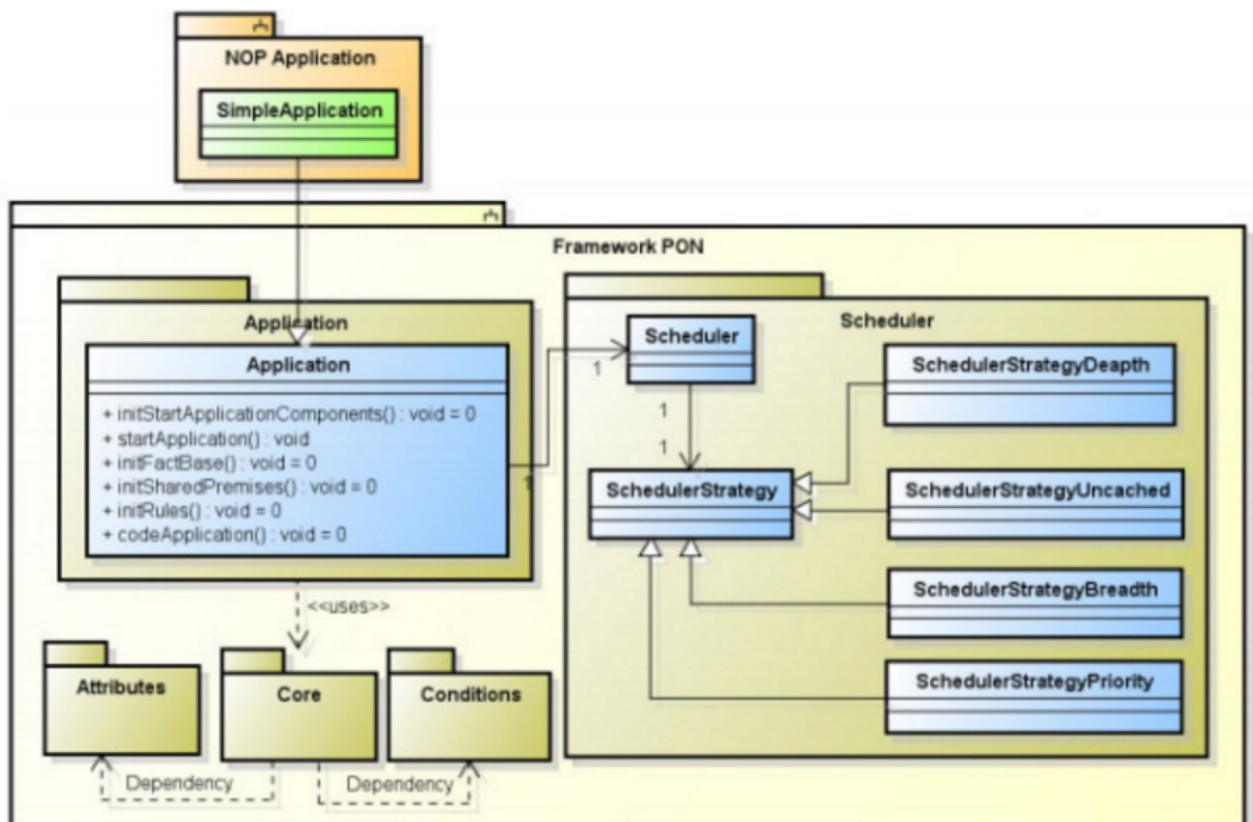 NOP Application
SimpleApplication
Framework PON
Application
Application
+ initStartApplicationComponents() : void = 0
+ startApplication() : void
+ initFactBase() : void = 0
+ initSharedPremises() : void = 0
+ initRules() : void = 0
+ codeApplication() : void = 0
1
1
<<uses>>
Attributes
Core
Conditions
Dependency
Dependency
Scheduler
Scheduler
1
1
SchedulerStrategy
SchedulerStrategyDeapth
SchedulerStrategyUncached
SchedulerStrategyBreadth
SchedulerStrategyPriority